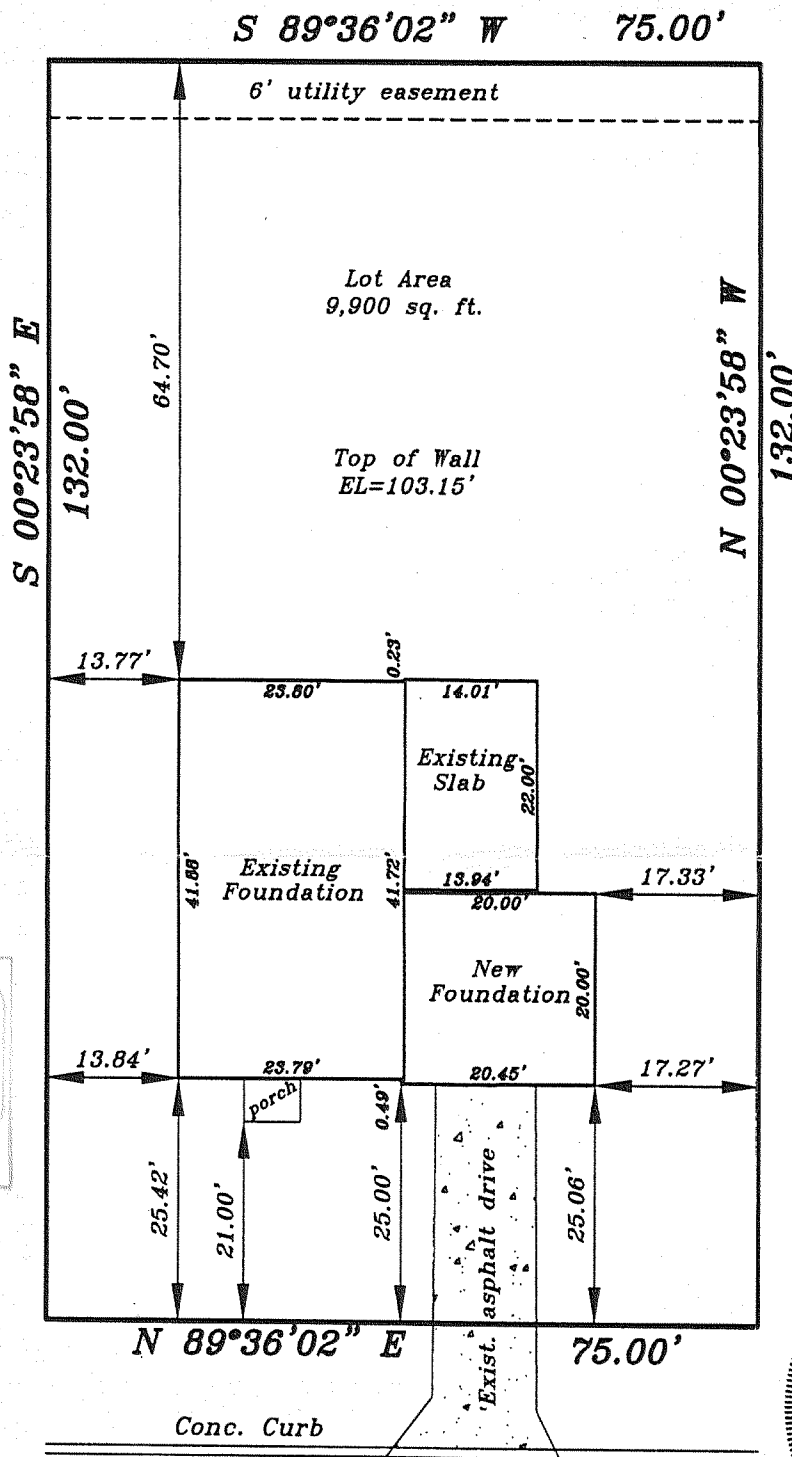 S 89°36'02" W 75.00'
6' utility easement
Lot Area
9,900 sq. ft.
64.70'
S 00°23'58" E
132.00'
N 00°23'58" W
132.00'
Top of Wall
EL=103.15'
13.77'
0.23'
23.80'
14.01'
Existing
Slab
22.00'
41.88'
Existing
Foundation
41.72'
13.94'
20.00'
17.33'
New
Foundation
20.00'
13.84'
23.79'
20.45'
17.27'
porch
0.49'
25.42'
21.00'
25.00'
Exist. asphalt drive
25.06'
N 89°36'02" E 75.00'
Conc. Curb